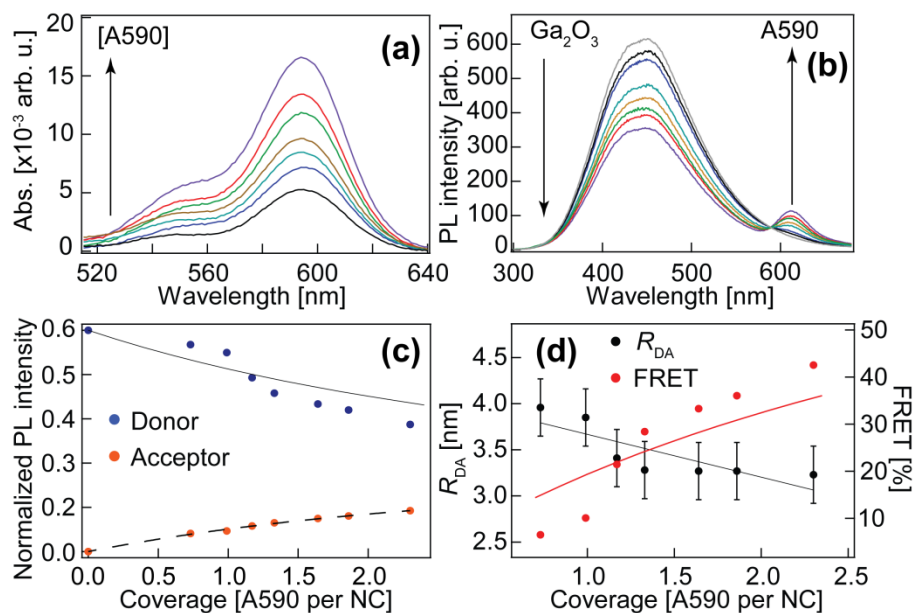 [A590]
(a)
Abs. [x10⁻³ arb. u.]
20
15
10
5
0
520
560
600
640
Wavelength [nm]
Ga₂O₃
A590
(b)
PL intensity [arb. u.]
600
500
400
300
200
100
0
300
400
500
600
Wavelength [nm]
(c)
Normalized PL intensity
0.6
0.5
0.4
0.2
0.0
Donor
Acceptor
0.0
0.5
1.0
1.5
2.0
Coverage [A590 per NC]
(d)
R_DA
FRET
R_DA [nm]
4.5
4.0
3.5
3.0
2.5
50
40
30
20
10
FRET [%]
1.0
1.5
2.0
2.5
Coverage [A590 per NC]